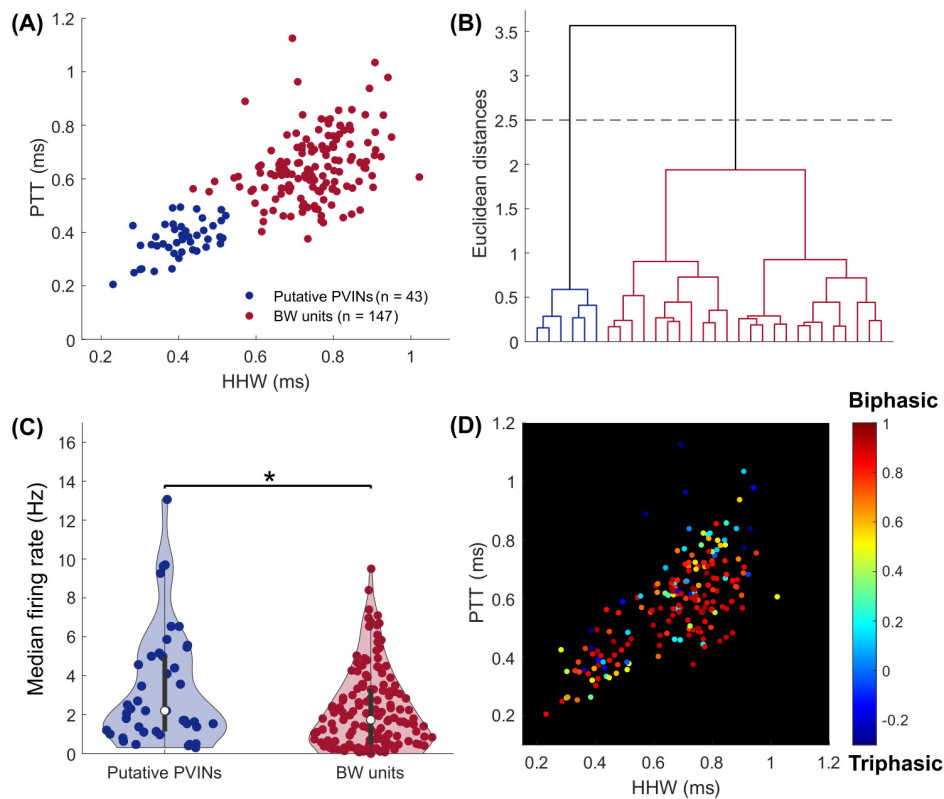 (A)
1.2
1
0.8
0.6
0.4
0.2
0
PTT (ms)
0.2 0.4 0.6 0.8 1
HHW (ms)
Putative PVINs (n = 43)
BW units (n = 147)
(B)
3.5
3
2.5
2
1.5
1
0.5
0
Euclidean distances
(C)
16
14
12
10
8
6
4
2
0
Median firing rate (Hz)
*
Putative PVINs BW units
(D)
1.2
1
0.8
0.6
0.4
0.2
PTT (ms)
0.2 0.4 0.6 0.8 1 1.2
HHW (ms)
Biphasic
1
0.8
0.6
0.4
0.2
0
-0.2
Triphasic